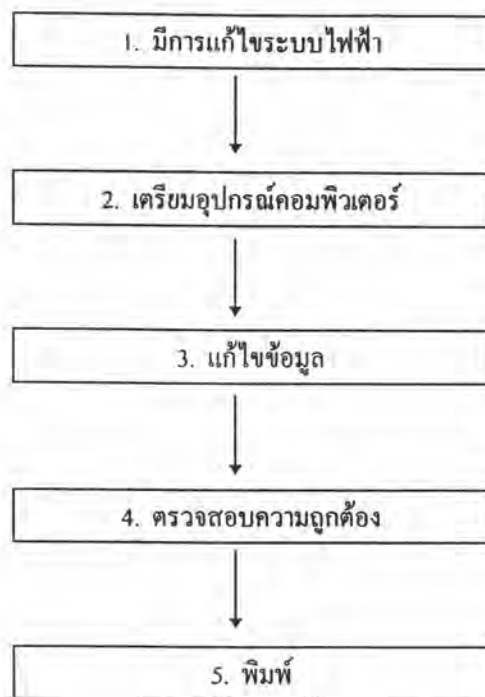 1. มีการแก้ไขระบบไฟฟ้า
2. เตรียมอุปกรณ์คอมพิวเตอร์
3. แก้ไขข้อมูล
4. ตรวจสอบความถูกต้อง
5. พิมพ์